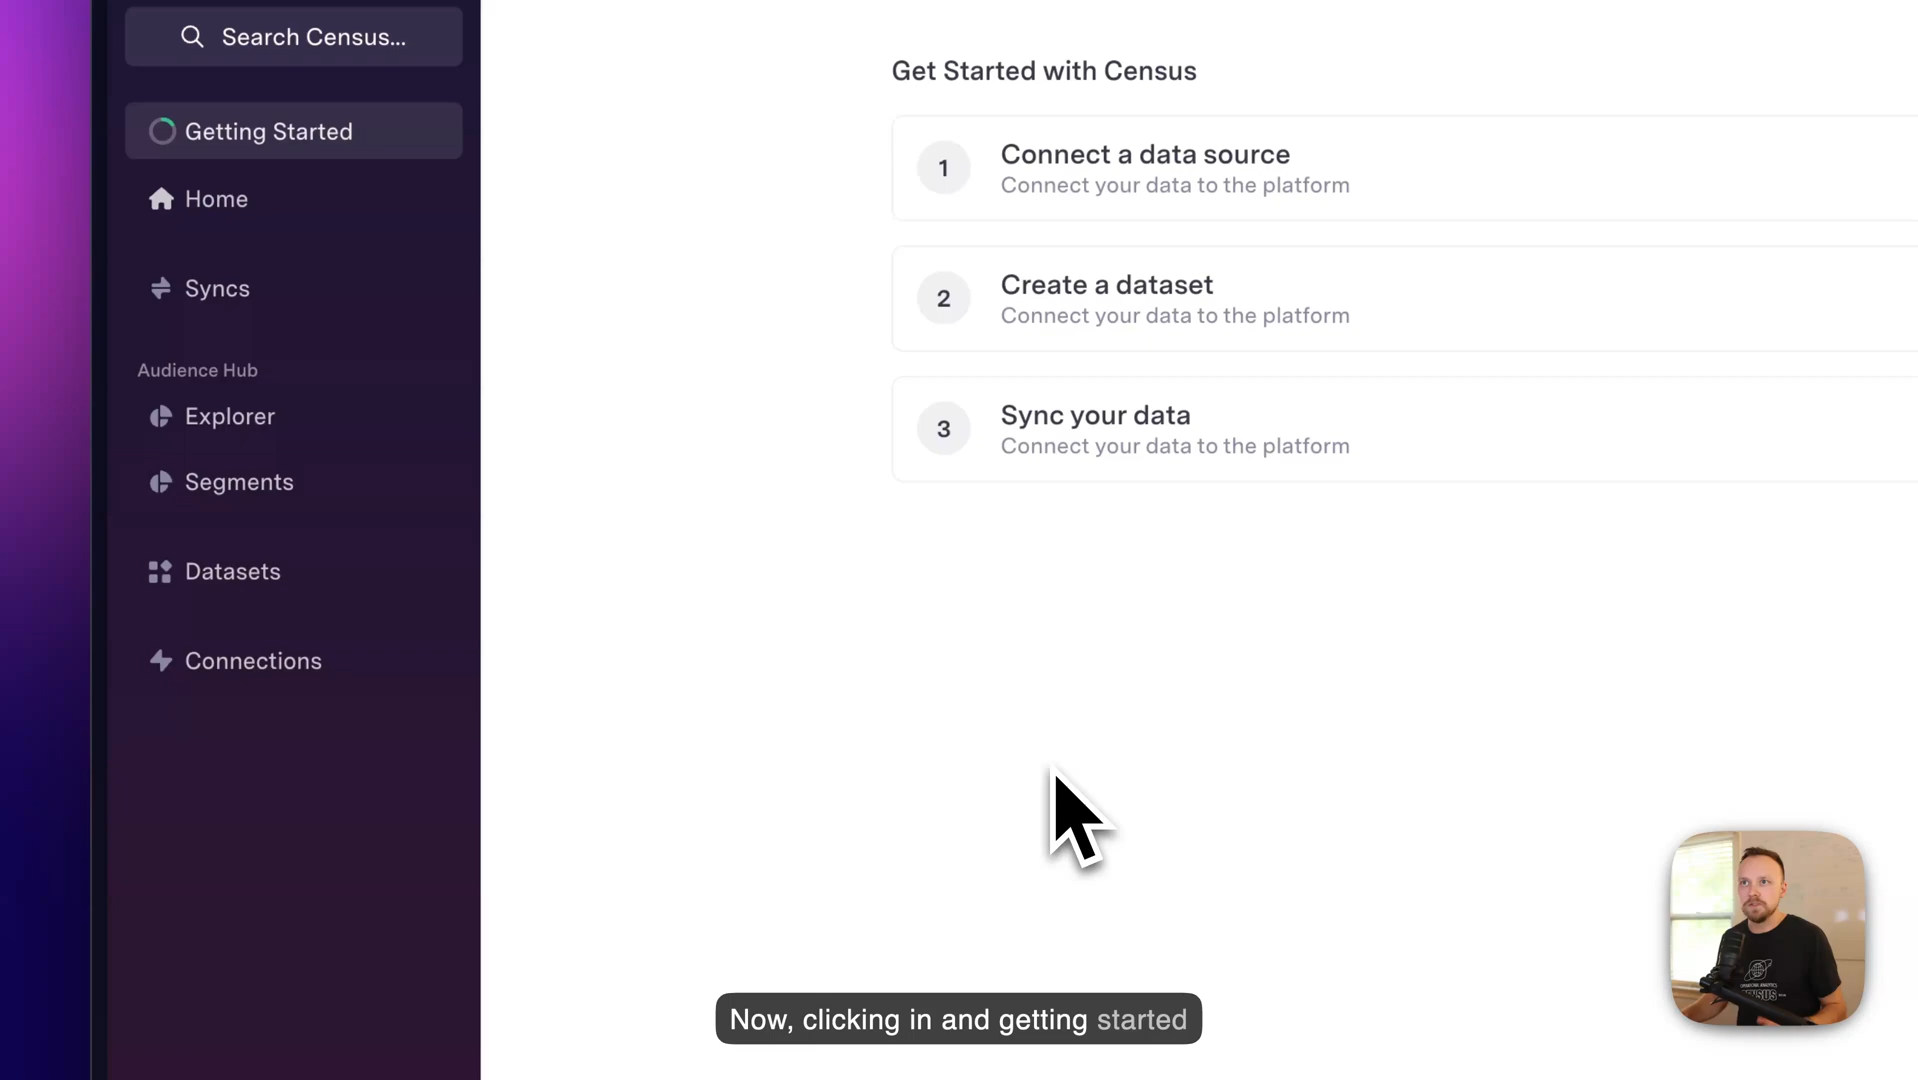 Search Census...
Getting Started
Home
Syncs
Audience Hub
Explorer
Segments
Datasets
Connections
Get Started with Census
1
Connect a data source
Connect your data to the platform
2
Create a dataset
Connect your data to the platform
3
Sync your data
Connect your data to the platform
CENSUS
Now, clicking in and getting started